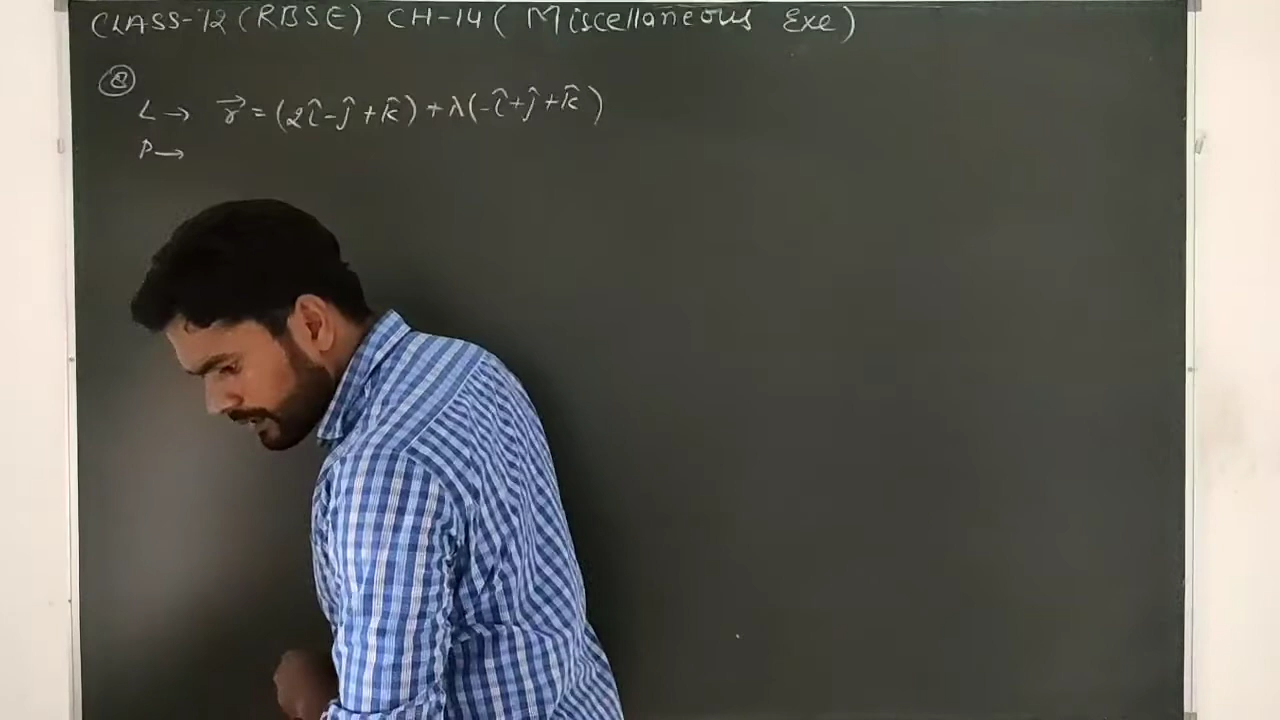 CLASS-12 (RBSE) CH-14 ( Miscellaneous Exe )
⑧
L → r⃗ = (2î-ĵ+k̂) + λ(-î+ĵ+k̂)
P →